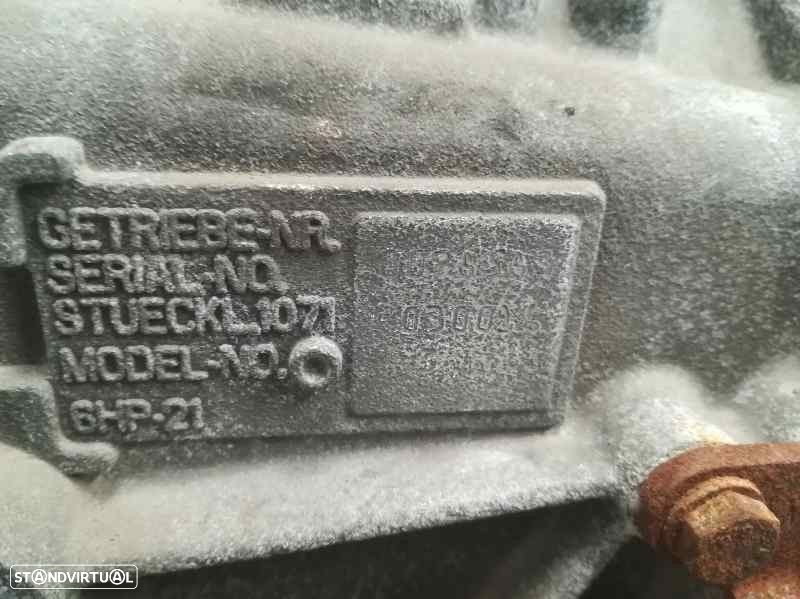 GETRIEBE-NR.
SERIAL-NO.
STUECKL.1071
MODEL-NO.
6HP-21
STANDVIRTUAL